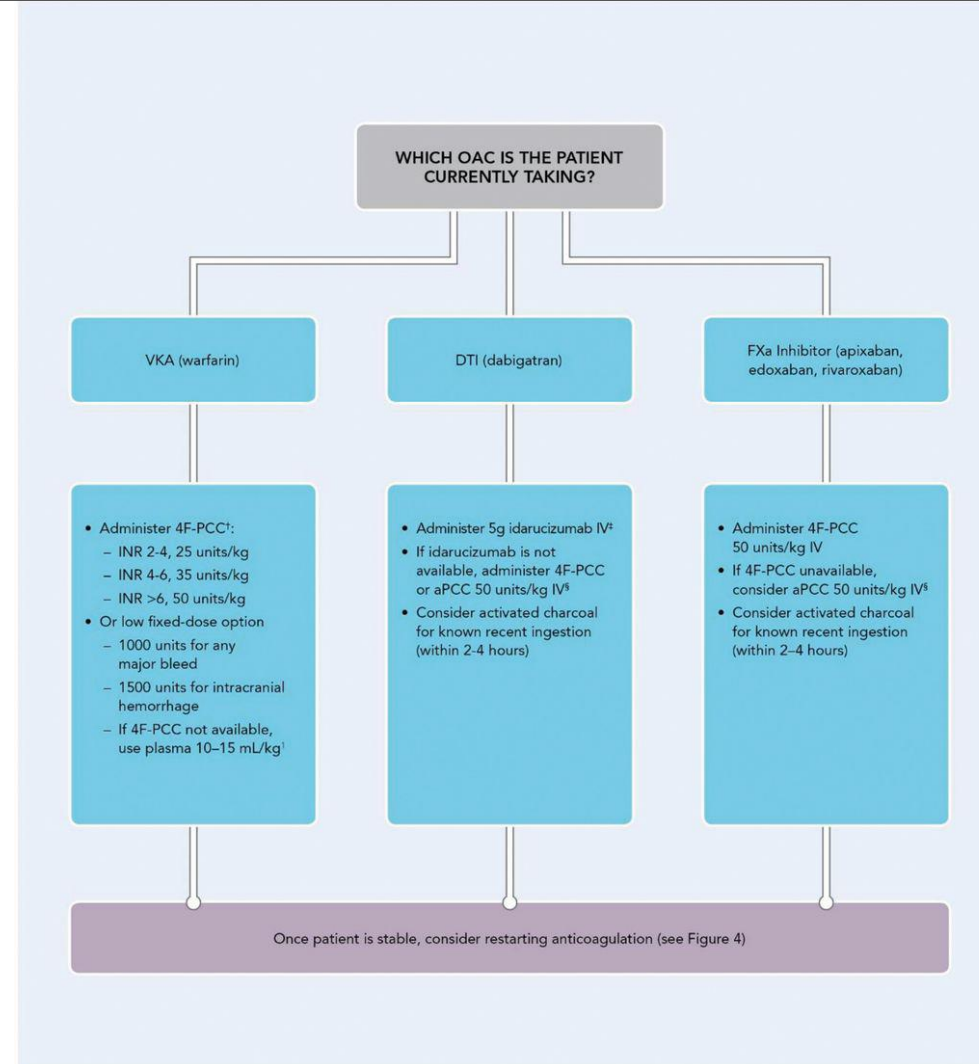 WHICH OAC IS THE PATIENT
CURRENTLY TAKING?
VKA (warfarin)
DTI (dabigatran)
FXa Inhibitor (apixaban,
edoxaban, rivaroxaban)
• Administer 4F-PCC†:
– INR 2-4, 25 units/kg
– INR 4-6, 35 units/kg
– INR >6, 50 units/kg
• Or low fixed-dose option
– 1000 units for any
major bleed
– 1500 units for intracranial
hemorrhage
– If 4F-PCC not available,
use plasma 10–15 mL/kg¹
• Administer 5g idarucizumab IV‡
• If idarucizumab is not
available, administer 4F-PCC
or aPCC 50 units/kg IV§
• Consider activated charcoal
for known recent ingestion
(within 2-4 hours)
• Administer 4F-PCC
50 units/kg IV
• If 4F-PCC unavailable,
consider aPCC 50 units/kg IV§
• Consider activated charcoal
for known recent ingestion
(within 2–4 hours)
Once patient is stable, consider restarting anticoagulation (see Figure 4)